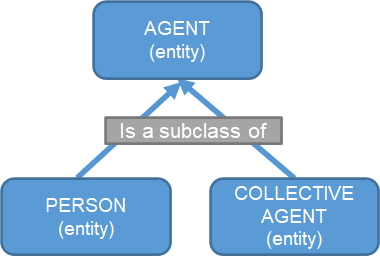 AGENT
(entity)
Is a subclass of
PERSON
(entity)
COLLECTIVE
AGENT
(entity)